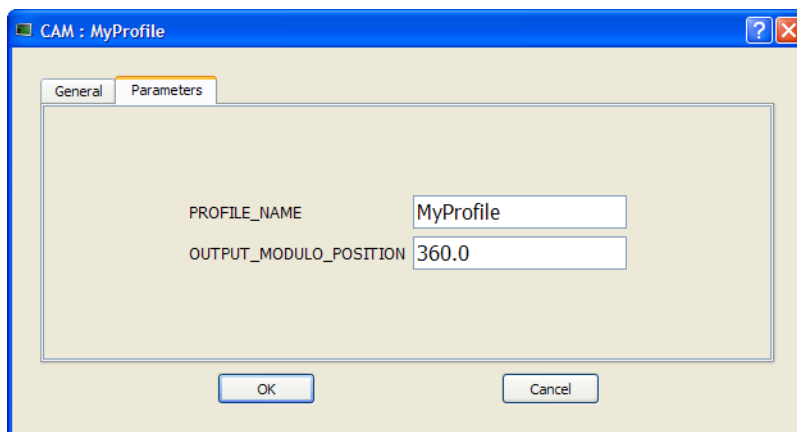 CAM : MyProfile
?
General Parameters
PROFILE_NAME MyProfile
OUTPUT_MODULO_POSITION 360.0
OK Cancel